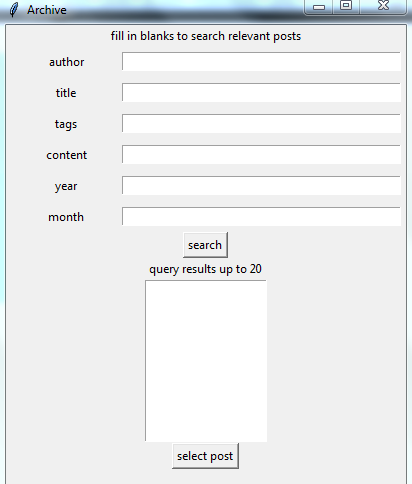 Archive
fill in blanks to search relevant posts
author
title
tags
content
year
month
search
query results up to 20
select post